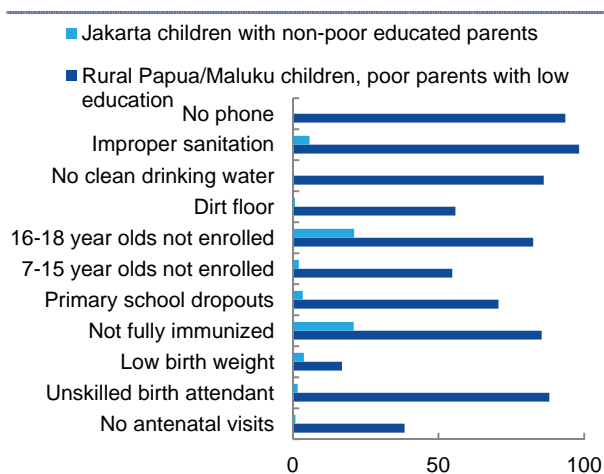 Jakarta children with non-poor educated parents
Rural Papua/Maluku children, poor parents with low
education
No phone
Improper sanitation
No clean drinking water
Dirt floor
16-18 year olds not enrolled
7-15 year olds not enrolled
Primary school dropouts
Not fully immunized
Low birth weight
Unskilled birth attendant
No antenatal visits
0 50 100